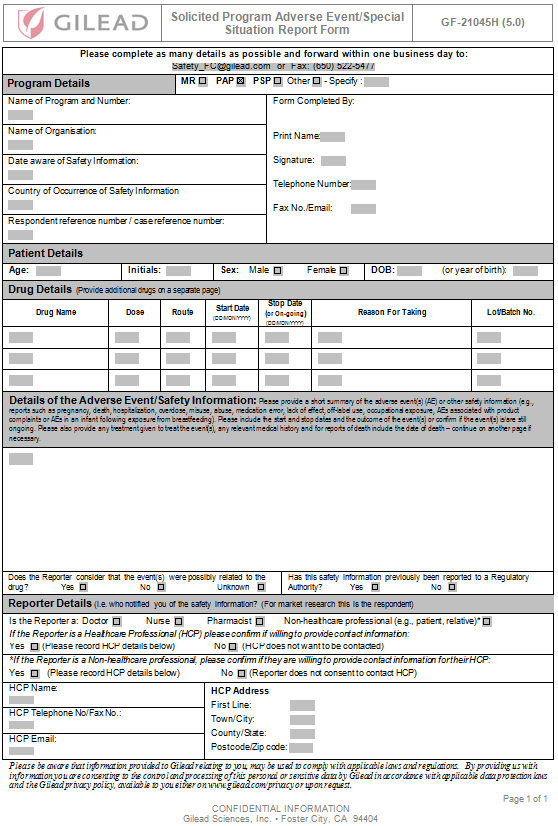 GILEAD
Solicited Program Adverse Event/Special
Situation Report Form
GF-21045H (5.0)
Please complete as many details as possible and forward within one business day to:
Safety_FC@gilead.com or Fax: (650) 522-5477
Program Details
MR PAP PSP Other - Specify :
Name of Program and Number:
Name of Organisation:
Date aware of Safety Information:
Country of Occurrence of Safety Information
Respondent reference number / case reference number:
Form Completed By:
Print Name:
Signature:
Telephone Number:
Fax No./Email:
Patient Details
Age: Initials: Sex: Male Female DOB: (or year of birth):
Drug Details (Provide additional drugs on a separate page)
Drug Name
Dose
Route
Start Date
(DD/MON/YYYY)
Stop Date
(or On-going)
(DD/MON/YYYY)
Reason For Taking
Lot/Batch No.
Details of the Adverse Event/Safety Information: Please provide a short summary of the adverse event(s) (AE) or other safety information (e.g.,
reports such as pregnancy, death, hospitalization, overdose, misuse, abuse, medication error, lack of effect, off-label use, occupational exposure, AEs associated with product
complaints or AEs in an infant following exposure from breastfeeding). Please include the start and stop dates and the outcome of the event(s) or confirm if the event(s) is/are still
ongoing. Please also provide any treatment given to treat the event(s), any relevant medical history and for reports of death include the date of death – continue on another page if
necessary.
Does the Reporter consider that the event(s) were possibly related to the
drug? Yes No Unknown
Has this safety information previously been reported to a Regulatory
Authority? Yes No
Reporter Details (i.e. who notified you of the safety information? (For market research this is the respondent)
Is the Reporter a: Doctor Nurse Pharmacist Non-healthcare professional (e.g., patient, relative)*
If the Reporter is a Healthcare Professional (HCP) please confirm if willing to provide contact information:
Yes (Please record HCP details below) No (HCP does not want to be contacted)
*If the Reporter is a Non-healthcare professional, please confirm if they are willing to provide contact information for their HCP:
Yes (Please record HCP details below) No (Reporter does not consent to contact HCP)
HCP Name:
HCP Telephone No/Fax No.:
HCP Email:
HCP Address
First Line:
Town/City:
County/State:
Postcode/Zip code:
Please be aware that information provided to Gilead relating to you, may be used to comply with applicable laws and regulations. By providing us with
information you are consenting to the control and processing of this personal or sensitive data by Gilead in accordance with applicable data protection laws
and the Gilead privacy policy, available to you either on www.gilead.com/privacy or upon request.
Page 1 of 1
CONFIDENTIAL INFORMATION
Gilead Sciences, Inc. • Foster City, CA 94404